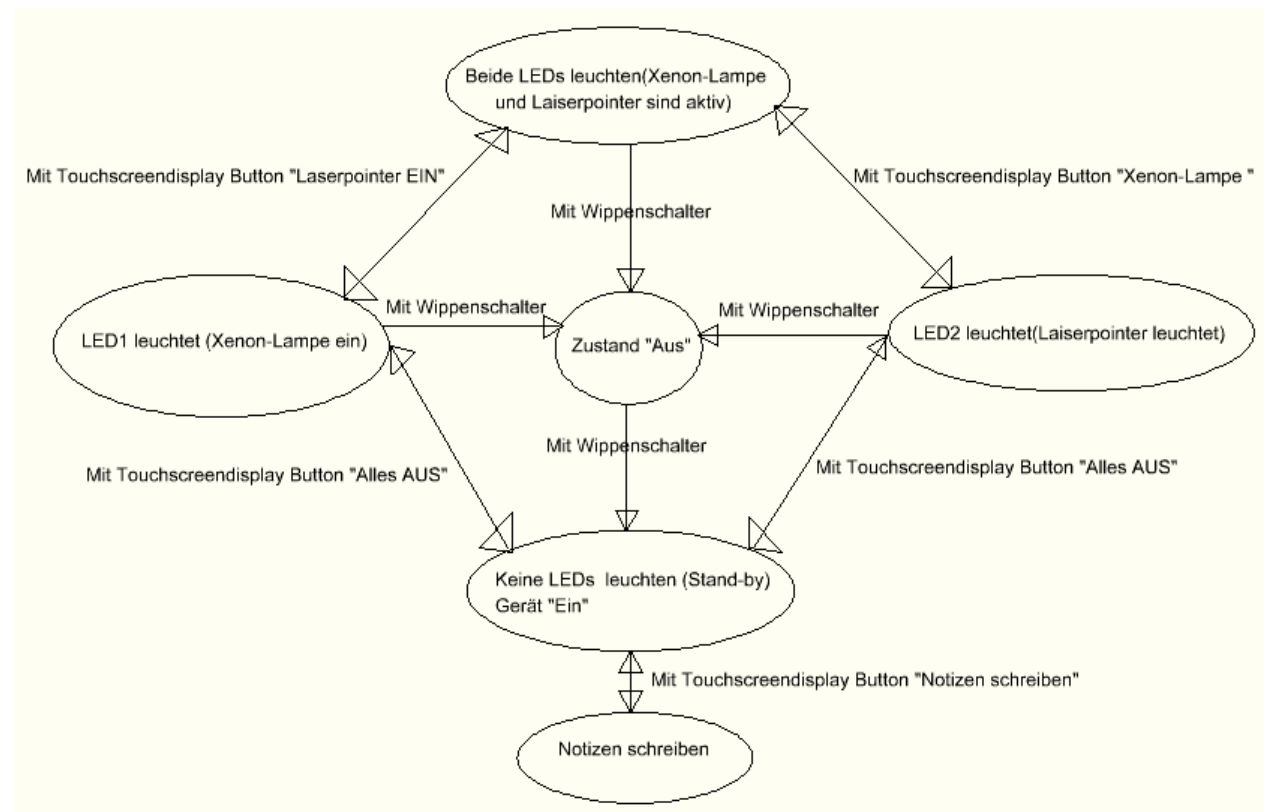 Beide LEDs leuchten(Xenon-Lampe
und Laiserpointer sind aktiv)
Mit Touchscreendisplay Button "Laserpointer EIN"
Mit Touchscreendisplay Button "Xenon-Lampe "
Mit Wippenschalter
Mit Wippenschalter
Mit Wippenschalter
LED1 leuchtet (Xenon-Lampe ein)
Zustand "Aus"
LED2 leuchtet(Laiserpointer leuchtet)
Mit Wippenschalter
Mit Touchscreendisplay Button "Alles AUS"
Mit Touchscreendisplay Button "Alles AUS"
Keine LEDs leuchten (Stand-by)
Gerät "Ein"
Mit Touchscreendisplay Button "Notizen schreiben"
Notizen schreiben